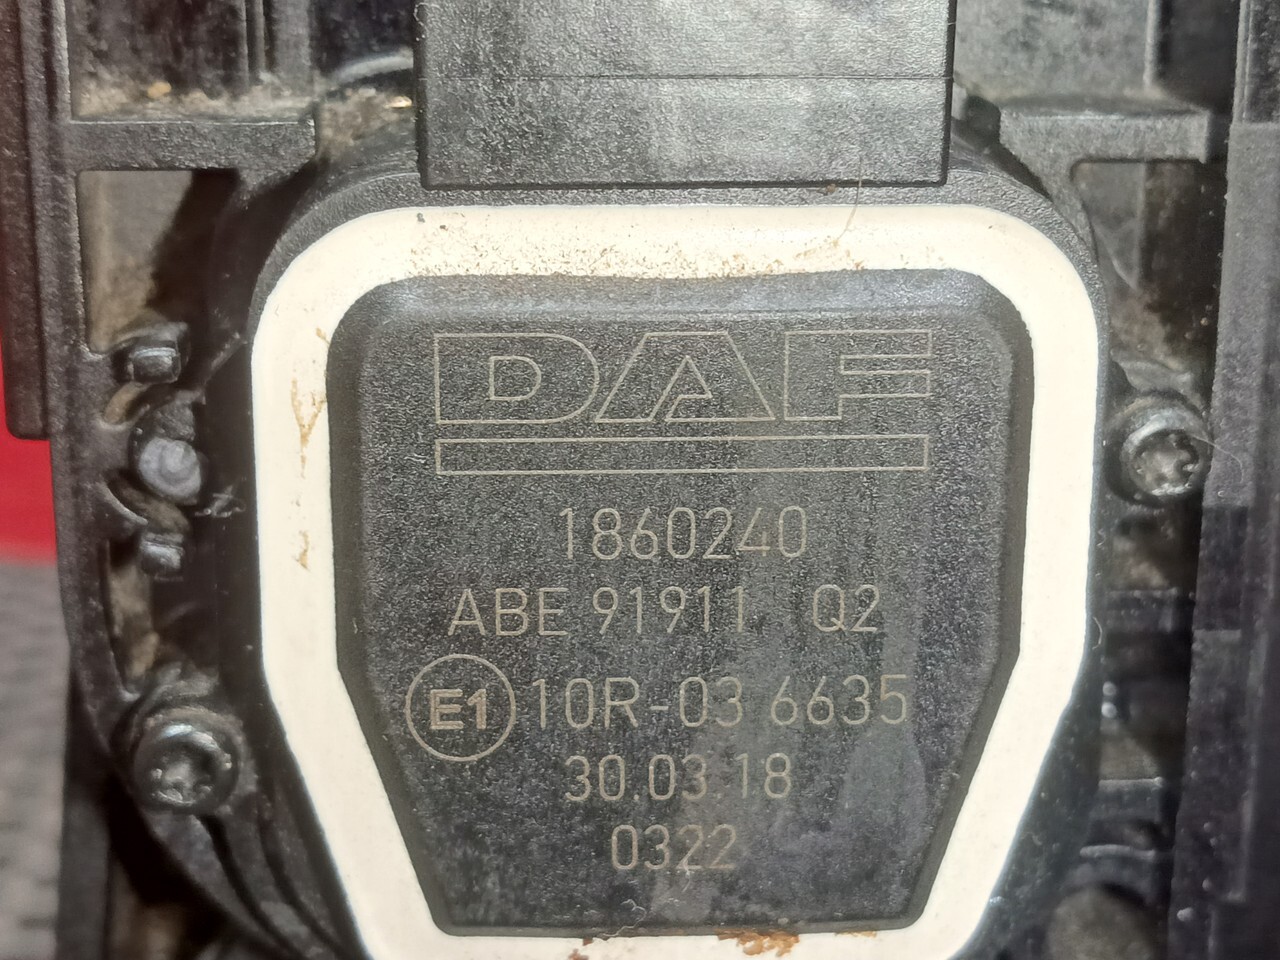 DAF
1860240
ABE 91911 Q2
E1 10R-03 6635
30.03.18
0322